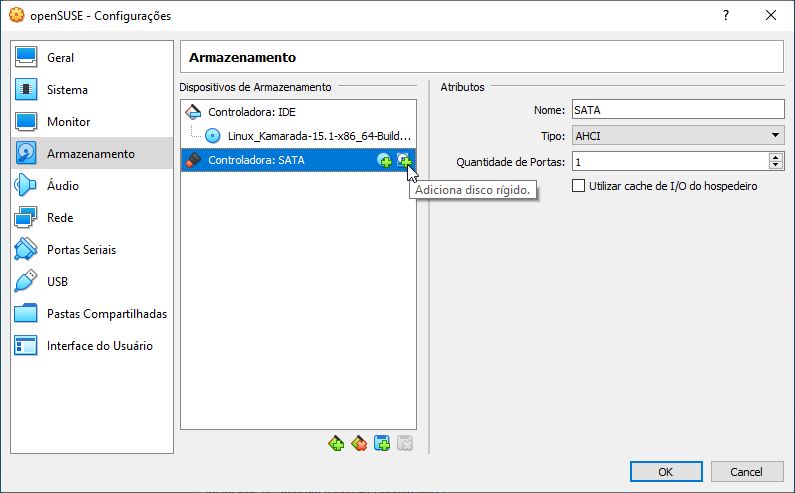 openSUSE - Configurações
Geral
Sistema
Monitor
Armazenamento
Áudio
Rede
Portas Seriais
USB
Pastas Compartilhadas
Interface do Usuário
Armazenamento
Dispositivos de Armazenamento
Controladora: IDE
Linux_Kamarada-15.1-x86_64-Build...
Controladora: SATA
Adiciona disco rígido.
Atributos
Nome: SATA
Tipo: AHCI
Quantidade de Portas: 1
Utilizar cache de I/O do hospedeiro
OK
Cancel